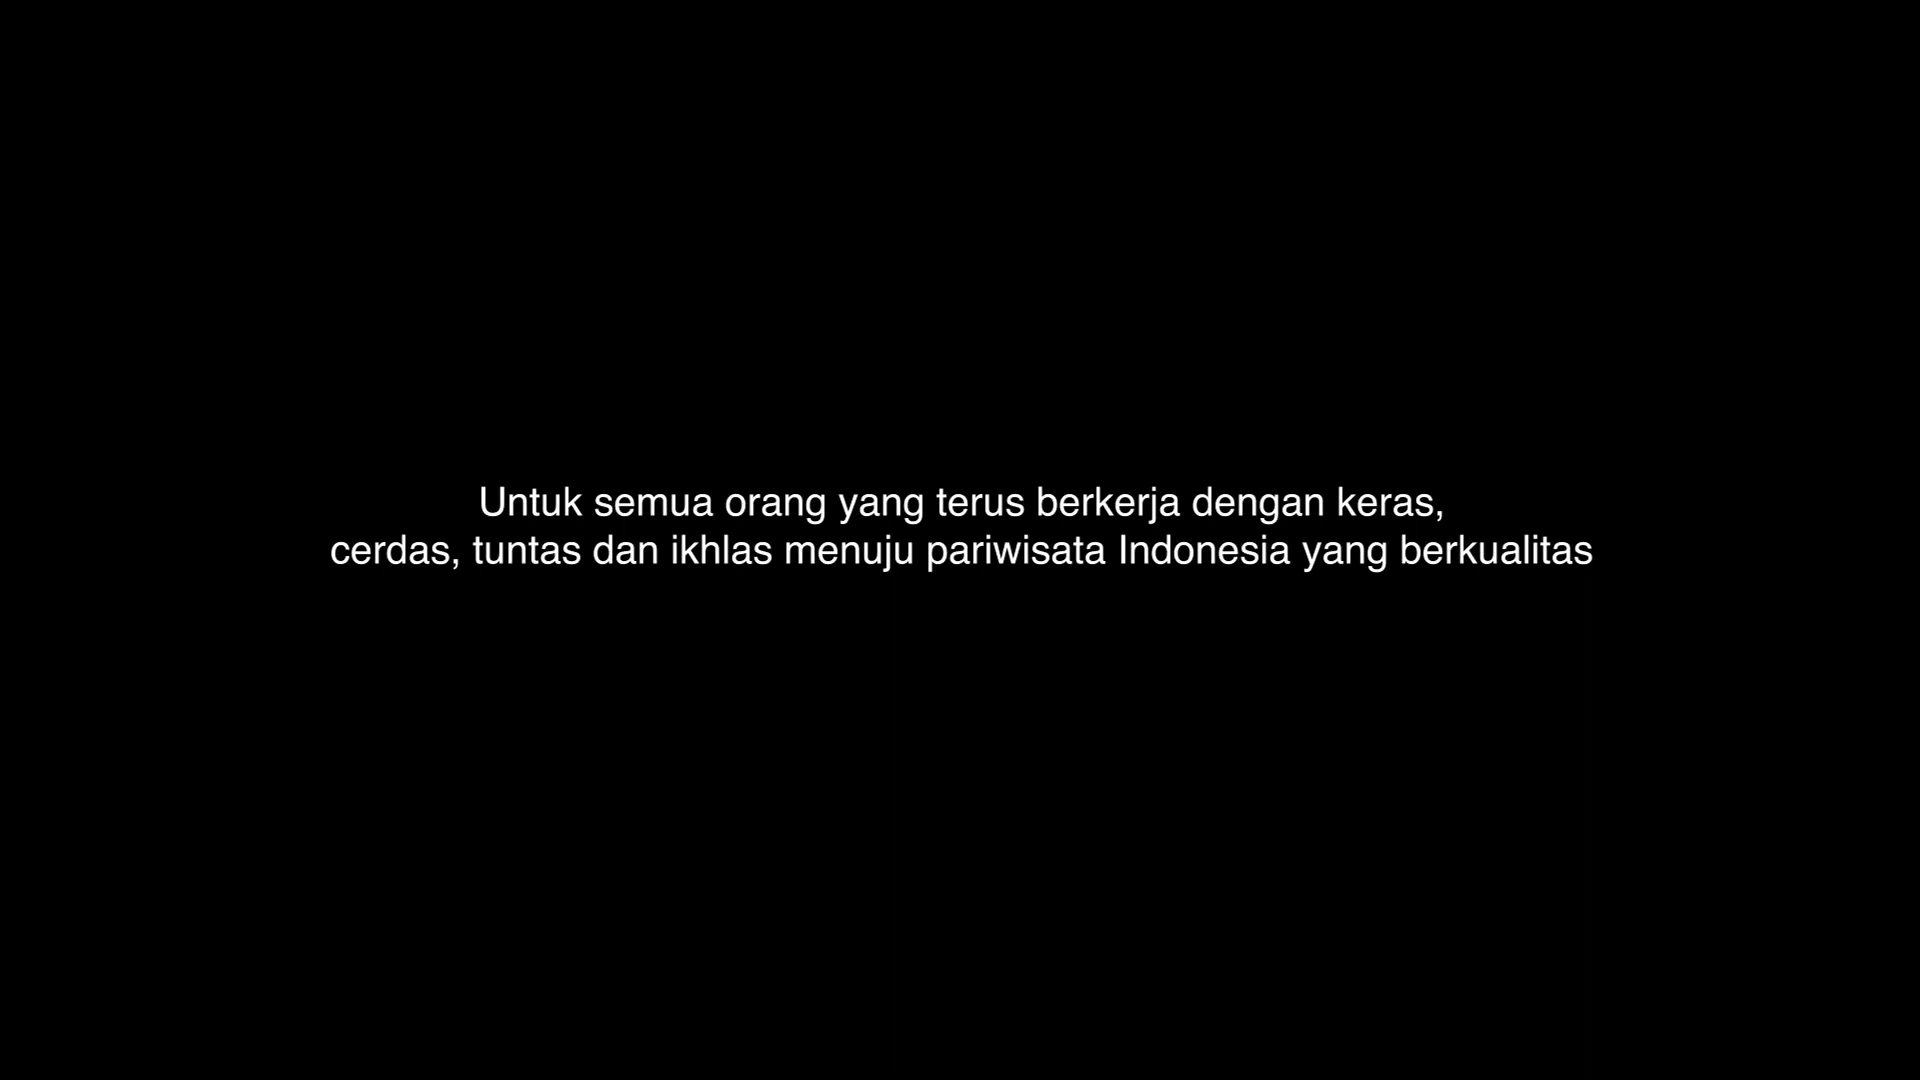 Untuk semua orang yang terus berkerja dengan keras,
cerdas, tuntas dan ikhlas menuju pariwisata Indonesia yang berkualitas